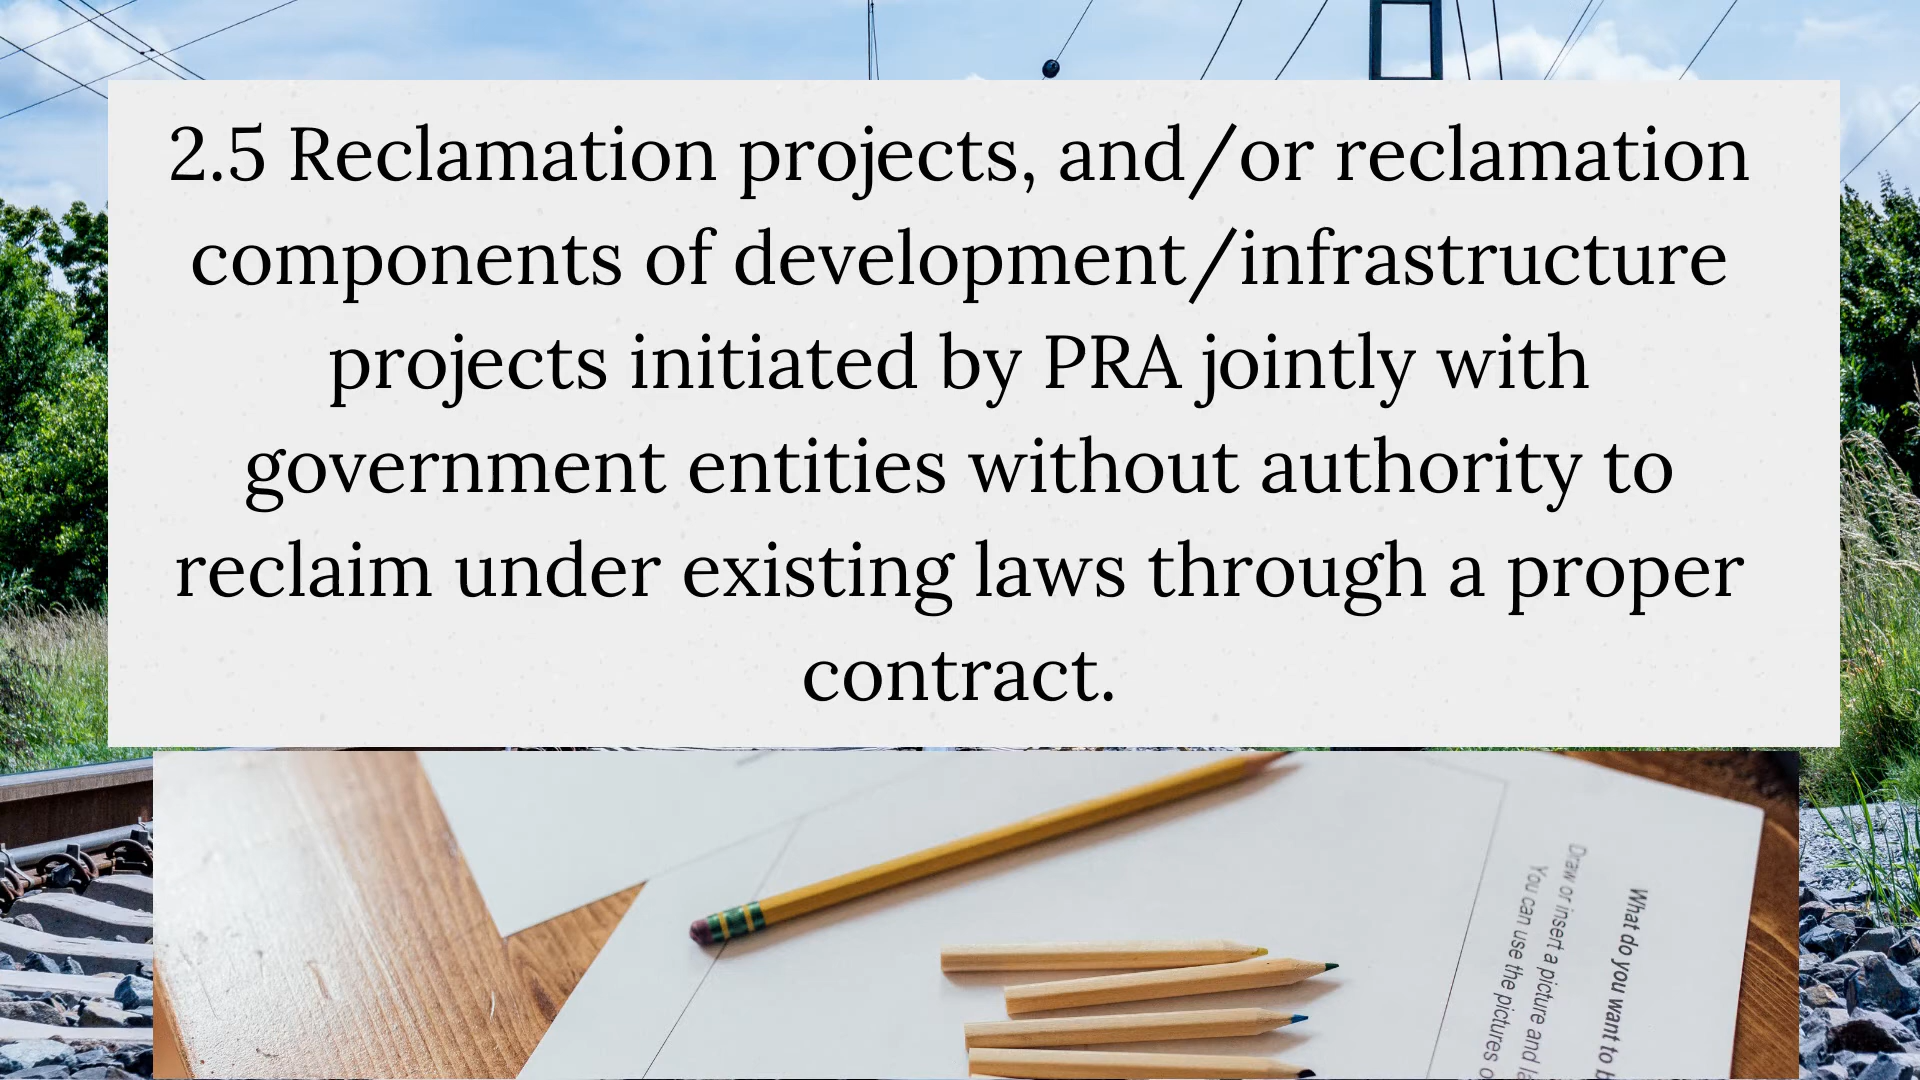 2.5 Reclamation projects, and/or reclamation
components of development/infrastructure
projects initiated by PRA jointly with
government entities without authority to
reclaim under existing laws through a proper
contract.
What do you want to
Draw or insert a picture and
You can use the pictures